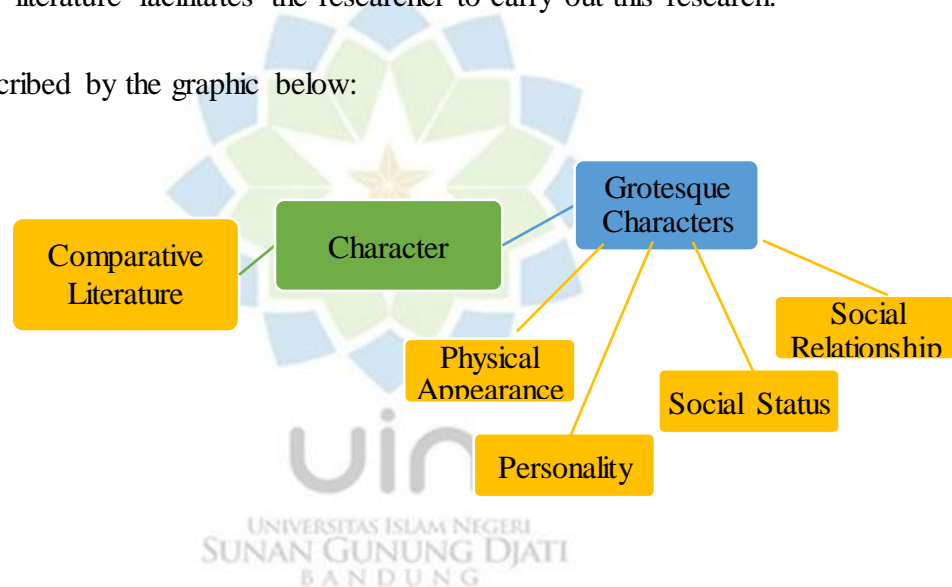 literature facilitates the researcher to carry out this research.
cribed by the graphic below:
Grotesque
Characters
Character
Comparative
Literature
Social
Relationship
Physical
Appearance
Social Status
Personality
uin
UNIVERSITAS ISLAM NEGERI
SUNAN GUNUNG DJATI
BANDUNG